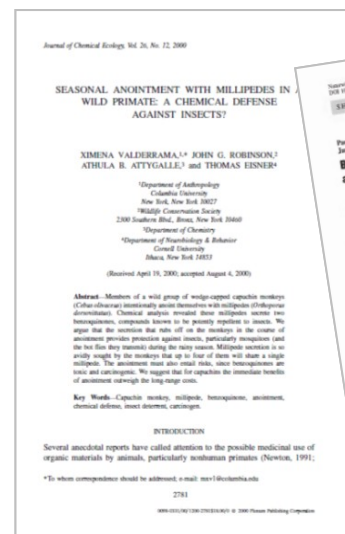 Journal of Chemical Ecology, Vol. 26, No. 12, 2000
SEASONAL ANOINTMENT WITH MILLIPEDES IN A
WILD PRIMATE: A CHEMICAL DEFENSE
AGAINST INSECTS?
XIMENA VALDERRAMA,1,* JOHN G. ROBINSON,2
ATHULA B. ATTYGALLE,3 and THOMAS EISNER4
1Department of Anthropology
Columbia University
New York, New York 10027
2Wildlife Conservation Society
2300 Southern Blvd., Bronx, New York 10460
3Department of Chemistry
4Department of Neurobiology & Behavior
Cornell University
Ithaca, New York 14853
(Received April 19, 2000; accepted August 4, 2000)
Abstract—Members of a wild group of wedge-capped capuchin monkeys
(Cebus olivaceus) intentionally anoint themselves with millipedes (Orthoporus
dorsovittatus). Chemical analysis revealed these millipedes secrete two
benzoquinones, compounds known to be potently repellent to insects. We
argue that the secretion that rubs off on the monkeys in the course of
anointment provides protection against insects, particularly mosquitoes (and
the bot flies they transmit) during the rainy season. Millipede secretion is so
avidly sought by the monkeys that up to four of them will share a single
millipede. The anointment must also entail risks, since benzoquinones are
toxic and carcinogenic. We suggest that for capuchins the immediate benefits
of anointment outweigh the long-range costs.
Key Words—Capuchin monkey, millipede, benzoquinone, anointment,
chemical defense, insect deterrent, carcinogen.
INTRODUCTION
Several anecdotal reports have called attention to the possible medicinal use of
organic materials by animals, particularly nonhuman primates (Newton, 1991;
*To whom correspondence should be addressed; e-mail: mxv1@columbia.edu
2781